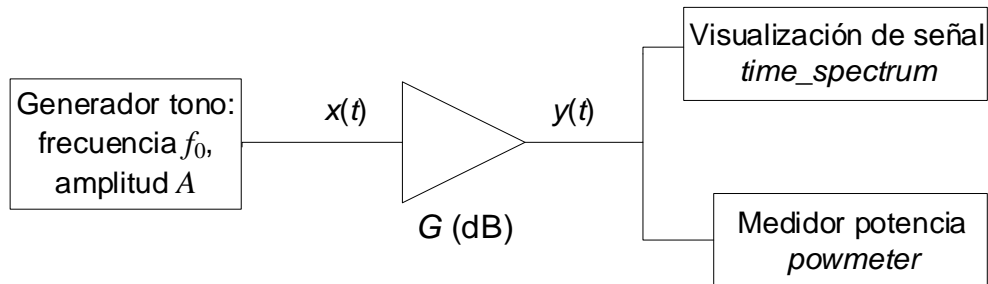 Generador tono:
frecuencia f0,
amplitud A
x(t)
G (dB)
y(t)
Visualización de señal
time_spectrum
Medidor potencia
powmeter